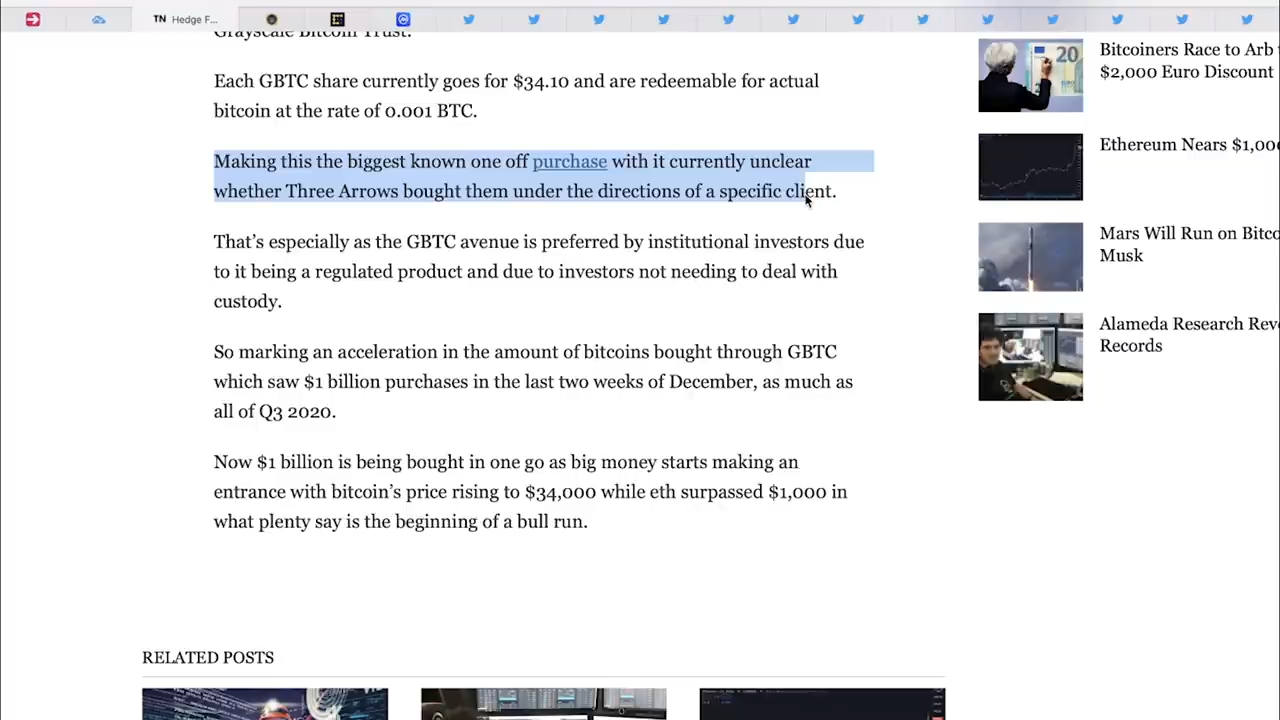 TN Hedge F...
Grayscale Bitcoin Trust.
Each GBTC share currently goes for $34.10 and are redeemable for actual
bitcoin at the rate of 0.001 BTC.
Making this the biggest known one off purchase with it currently unclear
whether Three Arrows bought them under the directions of a specific client.
That's especially as the GBTC avenue is preferred by institutional investors due
to it being a regulated product and due to investors not needing to deal with
custody.
So marking an acceleration in the amount of bitcoins bought through GBTC
which saw $1 billion purchases in the last two weeks of December, as much as
all of Q3 2020.
Now $1 billion is being bought in one go as big money starts making an
entrance with bitcoin's price rising to $34,000 while eth surpassed $1,000 in
what plenty say is the beginning of a bull run.
RELATED POSTS
Bitcoiners Race to Arb
$2,000 Euro Discount
Ethereum Nears $1,00
Mars Will Run on Bitco
Musk
Alameda Research Rev
Records
20